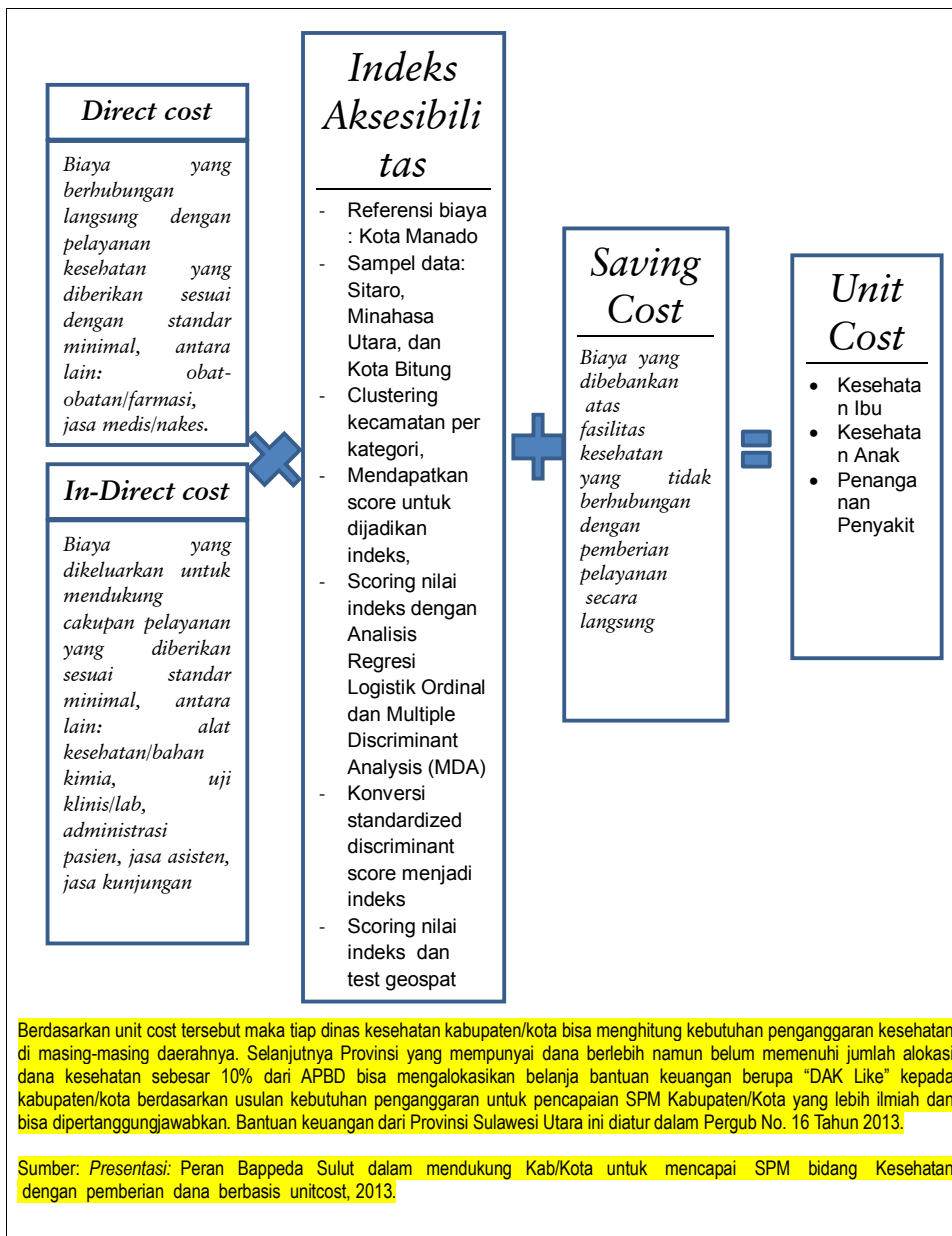 Direct cost
Biaya yang
berhubungan
langsung dengan
pelayanan
kesehatan yang
diberikan sesuai
dengan standar
minimal, antara
lain: obat-
obatan/farmasi,
jasa medis/nakes.
In-Direct cost
Biaya yang
dikeluarkan untuk
mendukung
cakupan pelayanan
yang diberikan
sesuai standar
minimal, antara
lain: alat
kesehatan/bahan
kimia, uji
klinis/lab,
administrasi
pasien, jasa asisten,
jasa kunjungan
Indeks
Aksesibili
tas
- Referensi biaya
: Kota Manado
- Sampel data:
Sitaro,
Minahasa
Utara, dan
Kota Bitung
- Clustering
kecamatan per
kategori,
- Mendapatkan
score untuk
dijadikan
indeks,
- Scoring nilai
indeks dengan
Analisis
Regresi
Logistik Ordinal
dan Multiple
Discriminant
Analysis (MDA)
- Konversi
standardized
discriminant
score menjadi
indeks
- Scoring nilai
indeks dan
test geospat
Saving
Cost
Biaya yang
dibebankan
atas
fasilitas
kesehatan
yang tidak
berhubungan
dengan
pemberian
pelayanan
secara
langsung
Unit
Cost
• Kesehata
n Ibu
• Kesehata
n Anak
• Penanga
nan
Penyakit
Berdasarkan unit cost tersebut maka tiap dinas kesehatan kabupaten/kota bisa menghitung kebutuhan penganggaran kesehatan
di masing-masing daerahnya. Selanjutnya Provinsi yang mempunyai dana berlebih namun belum memenuhi jumlah alokasi
dana kesehatan sebesar 10% dari APBD bisa mengalokasikan belanja bantuan keuangan berupa “DAK Like” kepada
kabupaten/kota berdasarkan usulan kebutuhan penganggaran untuk pencapaian SPM Kabupaten/Kota yang lebih ilmiah dan
bisa dipertanggungjawabkan. Bantuan keuangan dari Provinsi Sulawesi Utara ini diatur dalam Pergub No. 16 Tahun 2013.
Sumber: Presentasi: Peran Bappeda Sulut dalam mendukung Kab/Kota untuk mencapai SPM bidang Kesehatan
dengan pemberian dana berbasis unitcost, 2013.